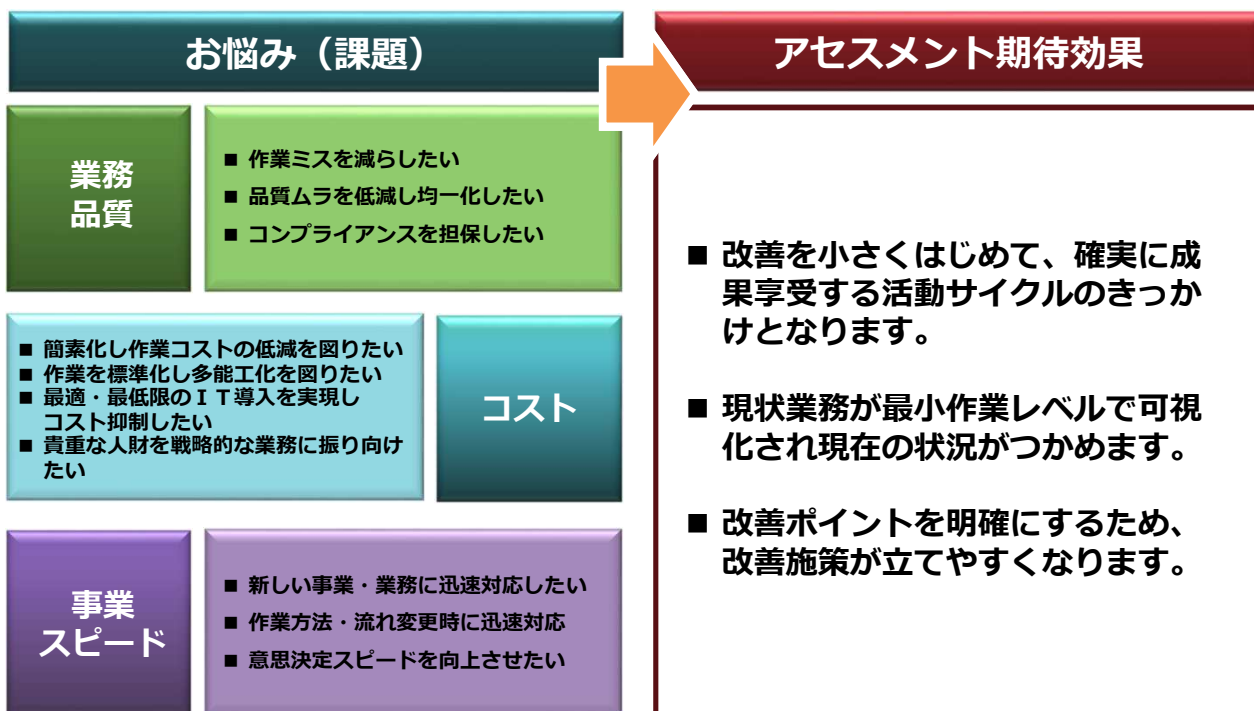 お悩み（課題）
業務
品質
■ 作業ミスを減らしたい
■ 品質ムラを低減し均一化したい
■ コンプライアンスを担保したい
■ 簡素化し作業コストの低減を図りたい
■ 作業を標準化し多能工化を図りたい
■ 最適・最低限のＩＴ導入を実現し
コスト抑制したい
■ 貴重な人財を戦略的な業務に振り向け
たい
コスト
事業
スピード
■ 新しい事業・業務に迅速対応したい
■ 作業方法・流れ変更時に迅速対応
■ 意思決定スピードを向上させたい
アセスメント期待効果
■ 改善を小さくはじめて、確実に成
果享受する活動サイクルのきっか
けとなります。
■ 現状業務が最小作業レベルで可視
化され現在の状況がつかめます。
■ 改善ポイントを明確にするため、
改善施策が立てやすくなります。